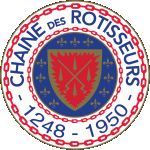 CHAINE DES ROTISSEURS
- 1248 - 1950 -